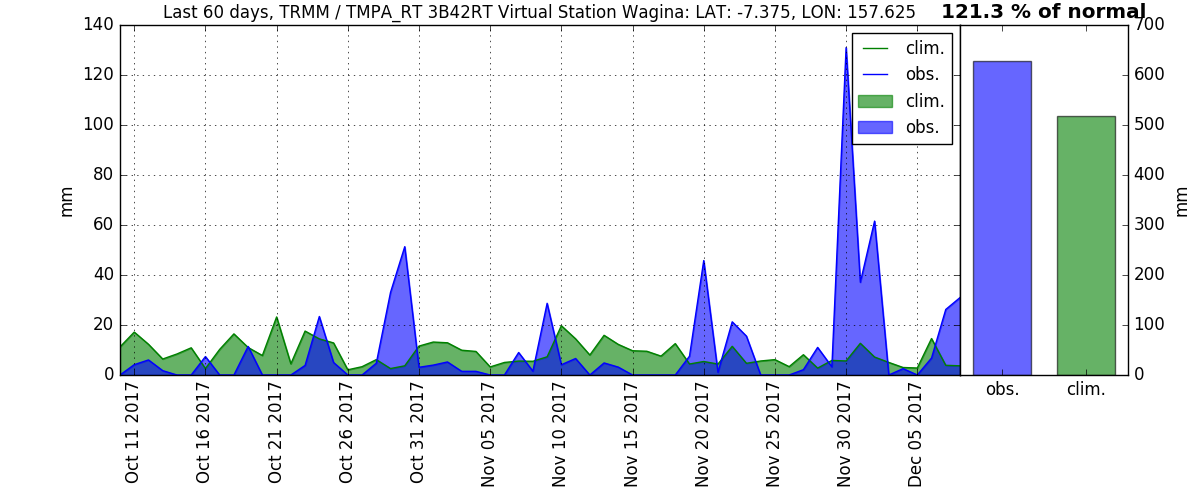 Last 60 days, TRMM / TMPA_RT 3B42RT Virtual Station Wagina: LAT: -7.375, LON: 157.625
121.3 % of normal
mm
140
120
100
80
60
40
20
0
clim.
obs.
clim.
obs.
Oct 11 2017
Oct 16 2017
Oct 21 2017
Oct 26 2017
Oct 31 2017
Nov 05 2017
Nov 10 2017
Nov 15 2017
Nov 20 2017
Nov 25 2017
Nov 30 2017
Dec 05 2017
obs.
clim.
700
600
500
400
300
200
100
0
mm